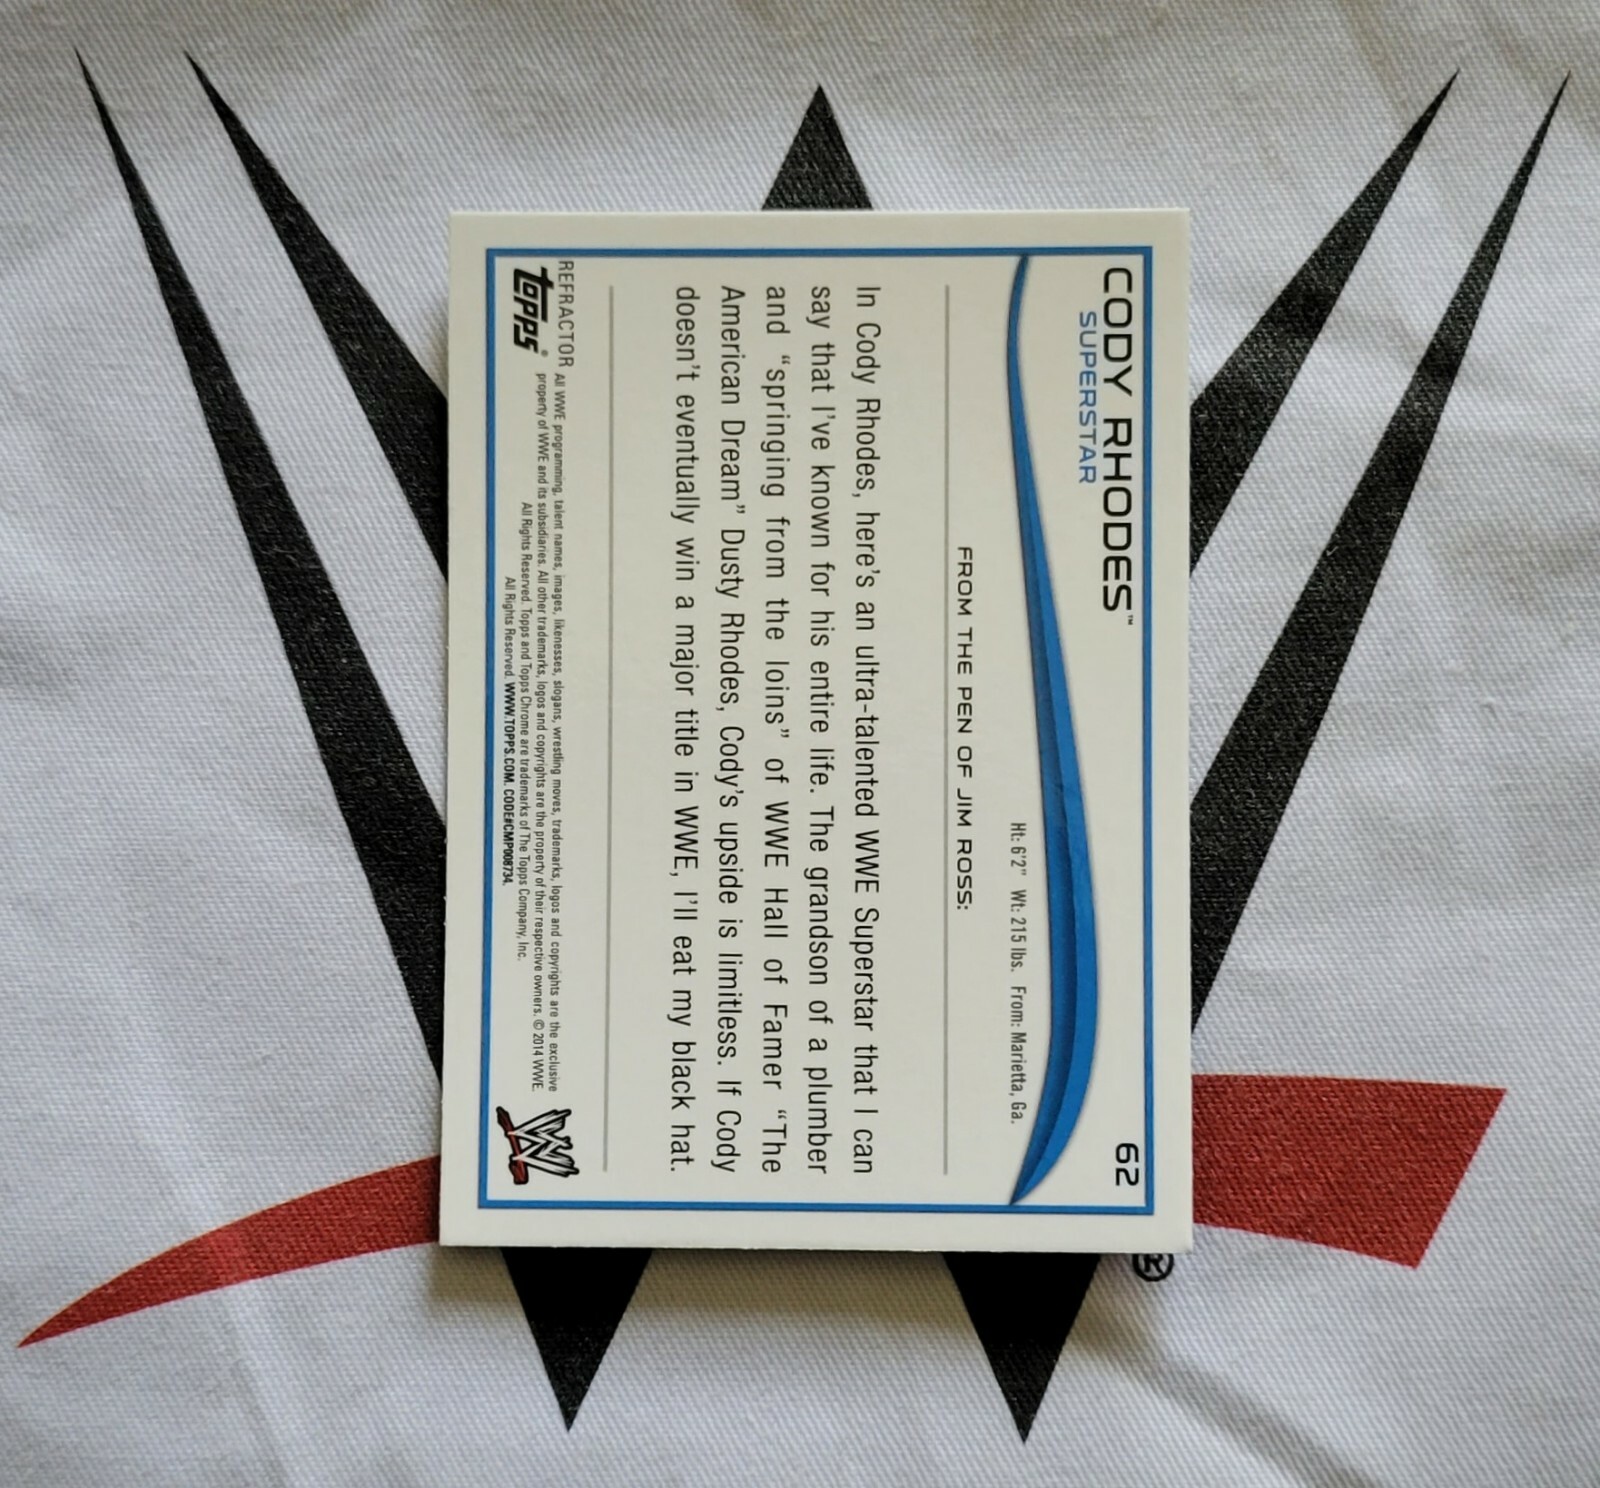 CODY RHODES™
62
SUPERSTAR
Ht: 6'2" Wt: 215 lbs. From: Marietta, Ga.
FROM THE PEN OF JIM ROSS:
In Cody Rhodes, here's an ultra-talented WWE Superstar that I can
say that I've known for his entire life. The grandson of a plumber
and "springing from the loins" of WWE Hall of Famer "The
American Dream" Dusty Rhodes, Cody's upside is limitless. If Cody
doesn't eventually win a major title in WWE, I'll eat my black hat.
REFRACTOR
topps®
All WWE programming, talent names, images, likenesses, slogans, wrestling moves, trademarks, logos and copyrights are the exclusive
property of WWE and its subsidiaries. All other trademarks, logos and copyrights are the property of their respective owners. © 2014 WWE.
All Rights Reserved. Topps and Topps Chrome are trademarks of The Topps Company, Inc.
All Rights Reserved. WWW.TOPPS.COM. CODE#CMP008734.
W
®